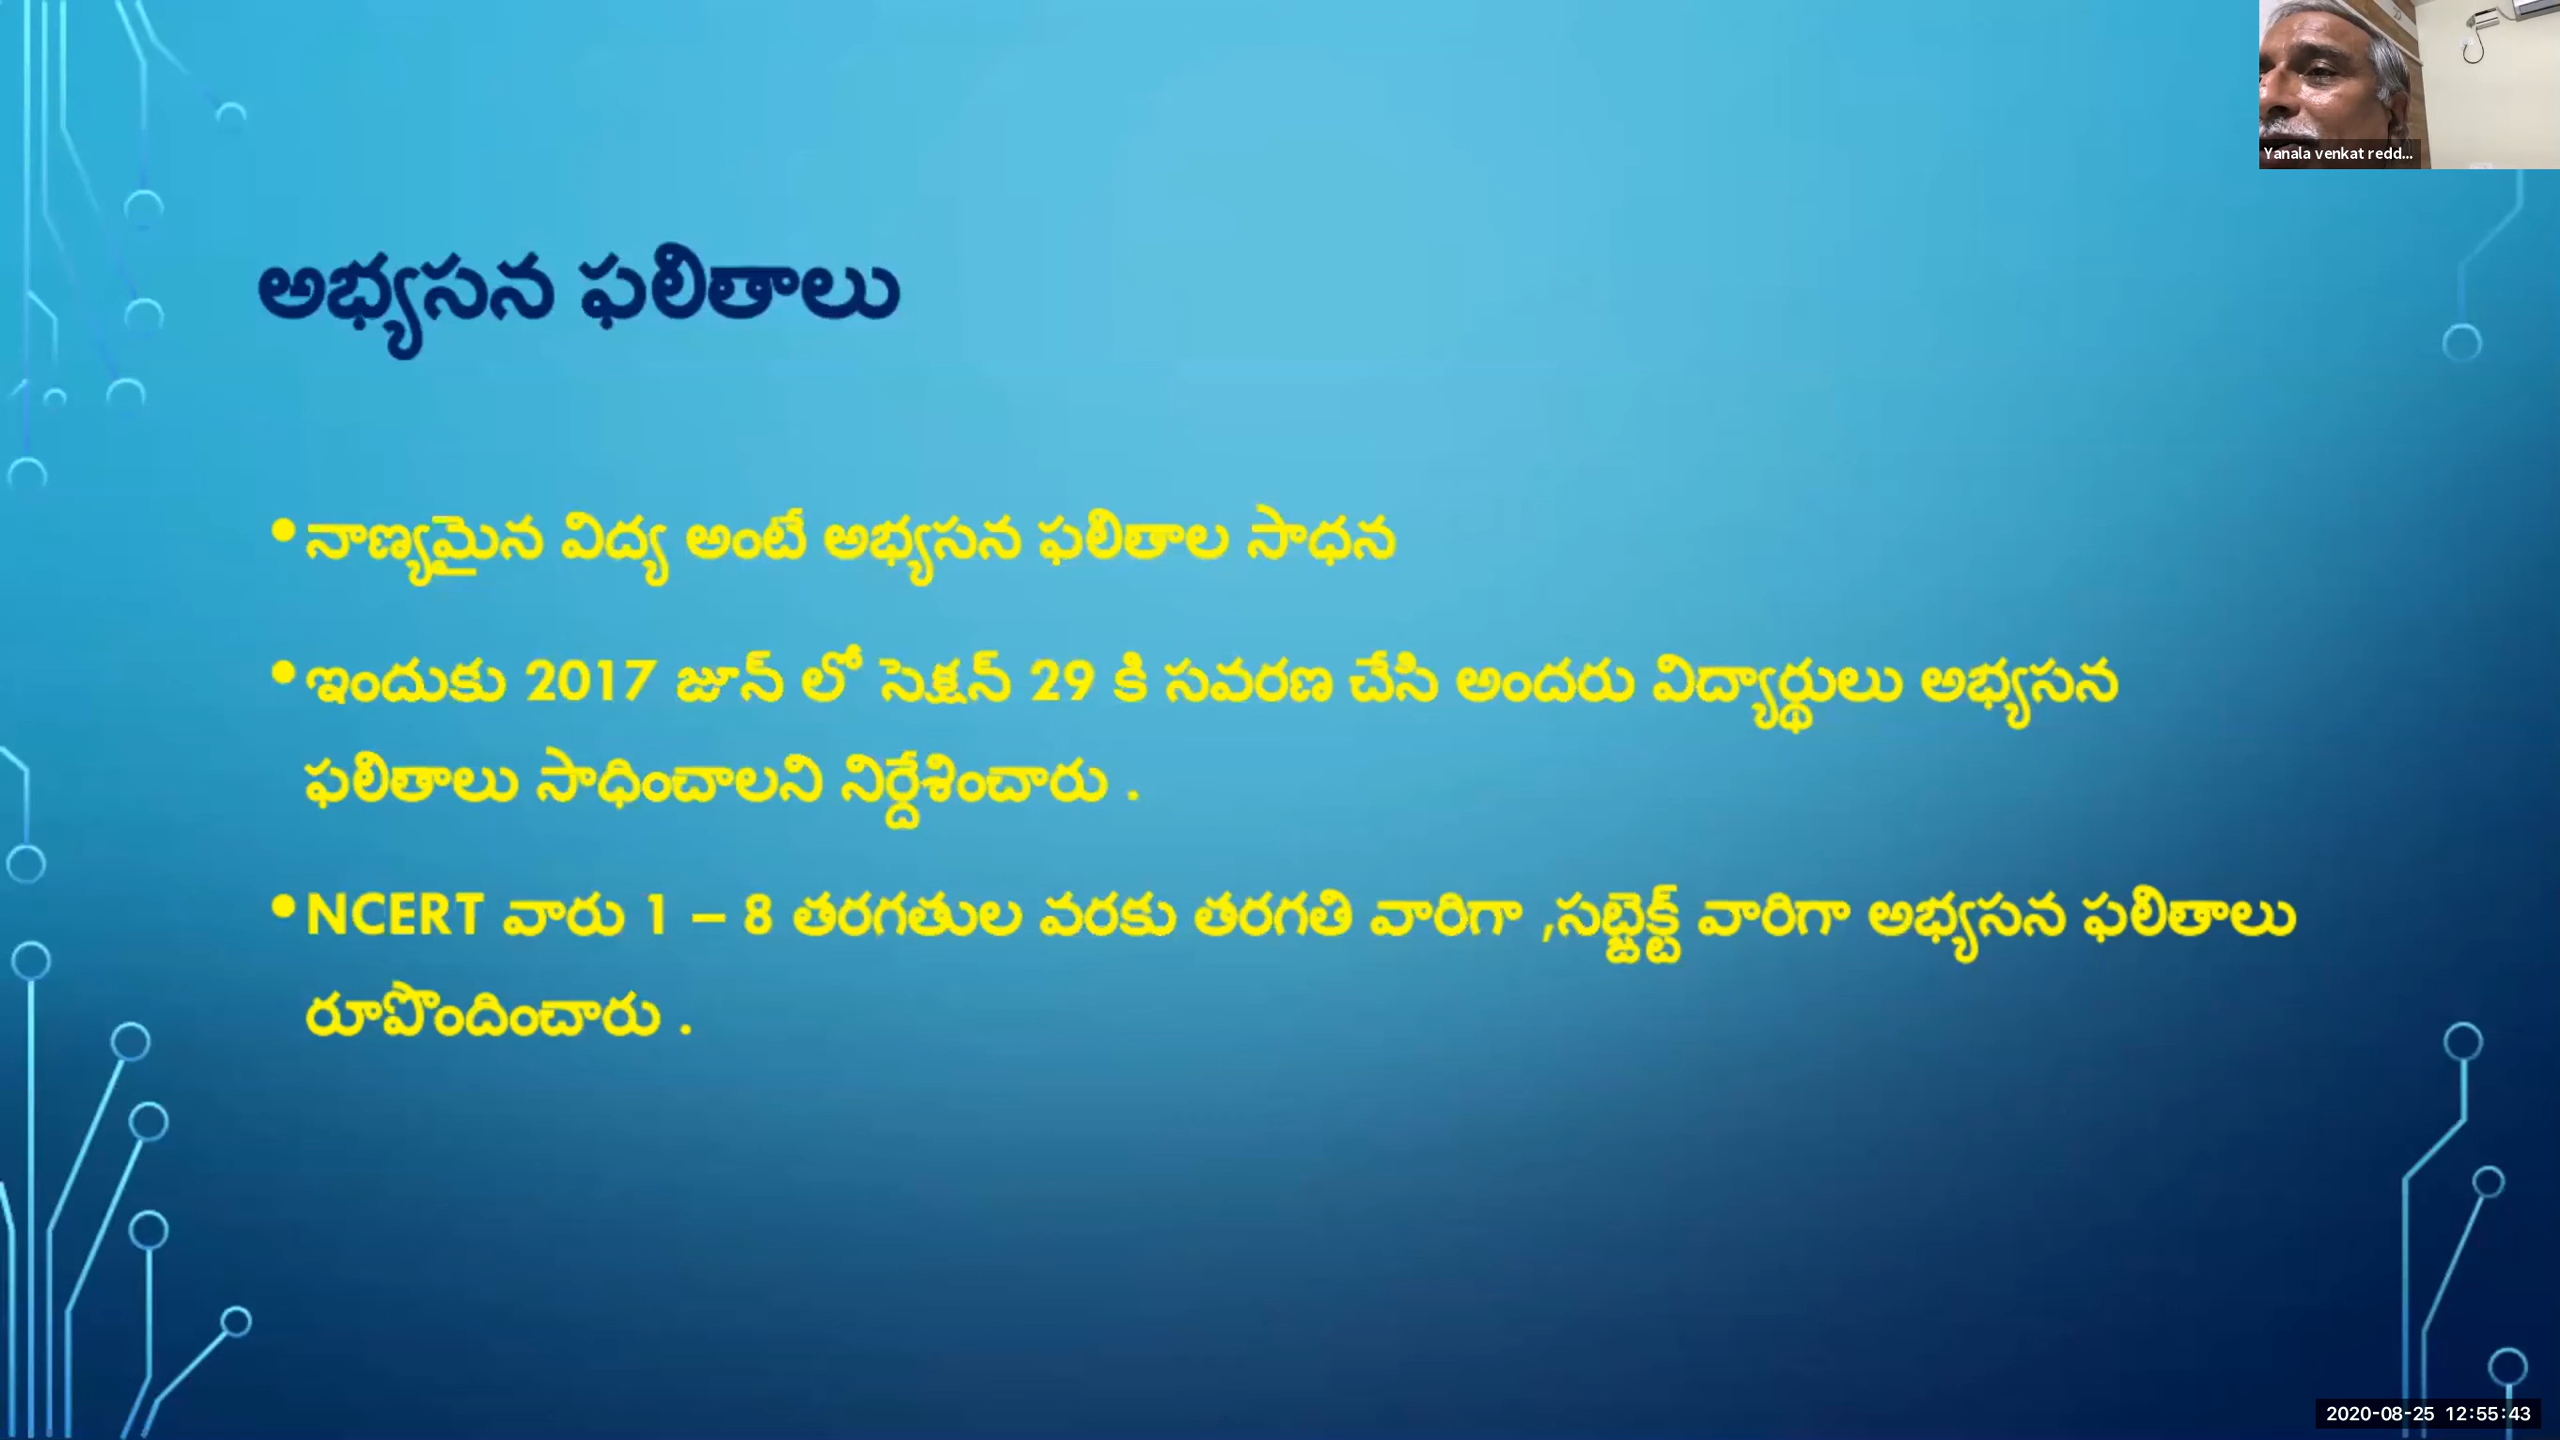 Yanala venkat redd...
అభ్యసన ఫలితాలు
•నాణ్యమైన విద్య అంటే అభ్యసన ఫలితాల సాధన
•ఇందుకు 2017 జూన్ లో సెక్షన్ 29 కి సవరణ చేసి అందరు విద్యార్థులు అభ్యసన
ఫలితాలు సాధించాలని నిర్దేశించారు .
•NCERT వారు 1 – 8 తరగతుల వరకు తరగతి వారిగా ,సబ్జెక్ట్ వారిగా అభ్యసన ఫలితాలు
రూపొందించారు .
2020-08-25 12:55:43